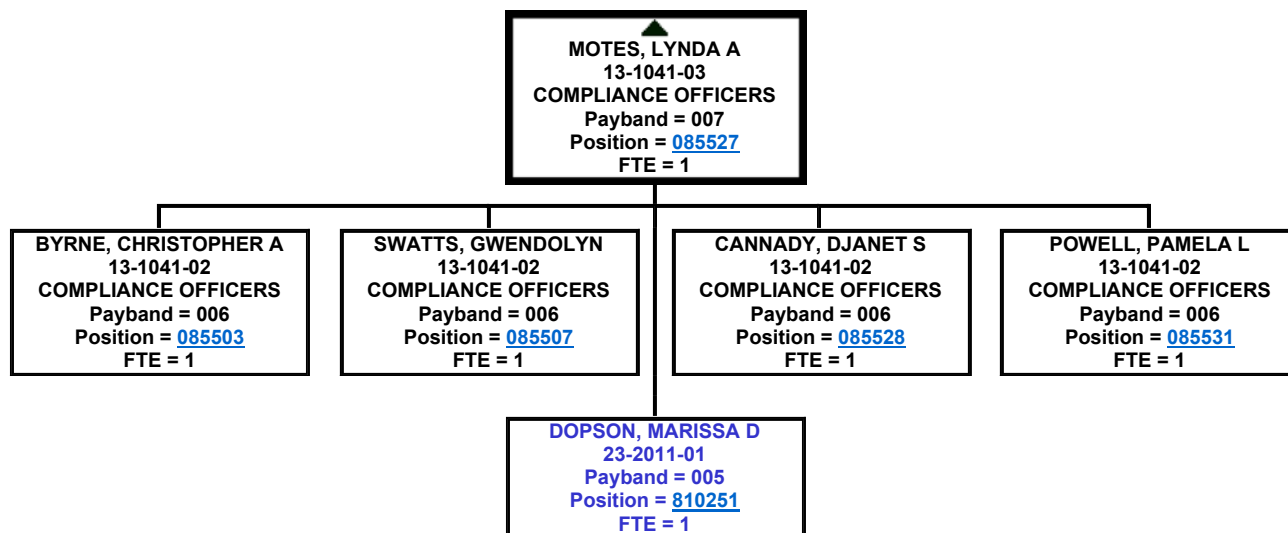 MOTES, LYNDA A
13-1041-03
COMPLIANCE OFFICERS
Payband = 007
Position = 085527
FTE = 1
BYRNE, CHRISTOPHER A
13-1041-02
COMPLIANCE OFFICERS
Payband = 006
Position = 085503
FTE = 1
SWATTS, GWENDOLYN
13-1041-02
COMPLIANCE OFFICERS
Payband = 006
Position = 085507
FTE = 1
CANNADY, DJANET S
13-1041-02
COMPLIANCE OFFICERS
Payband = 006
Position = 085528
FTE = 1
POWELL, PAMELA L
13-1041-02
COMPLIANCE OFFICERS
Payband = 006
Position = 085531
FTE = 1
DOPSON, MARISSA D
23-2011-01
Payband = 005
Position = 810251
FTE = 1